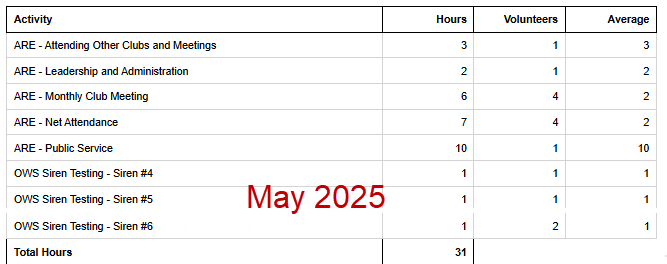 Activity Hours Volunteers Average
ARE - Attending Other Clubs and Meetings 3 1 3
ARE - Leadership and Administration 2 1 2
ARE - Monthly Club Meeting 6 4 2
ARE - Net Attendance 7 4 2
ARE - Public Service 10 1 10
OWS Siren Testing - Siren #4 1 1 1
OWS Siren Testing - Siren #5 1 1 1
May 2025
OWS Siren Testing - Siren #6 1 2 1
Total Hours 31